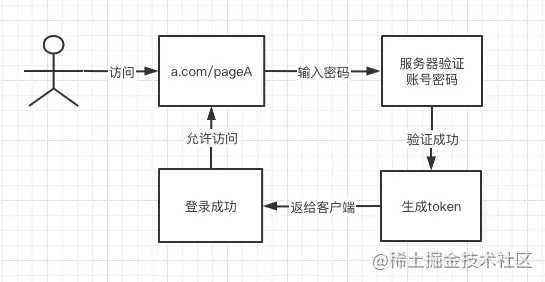 访问
a.com/pageA
输入密码
服务器验证
账号密码
验证成功
生成token
返给客户端
登录成功
允许访问
@稀土掘金技术社区